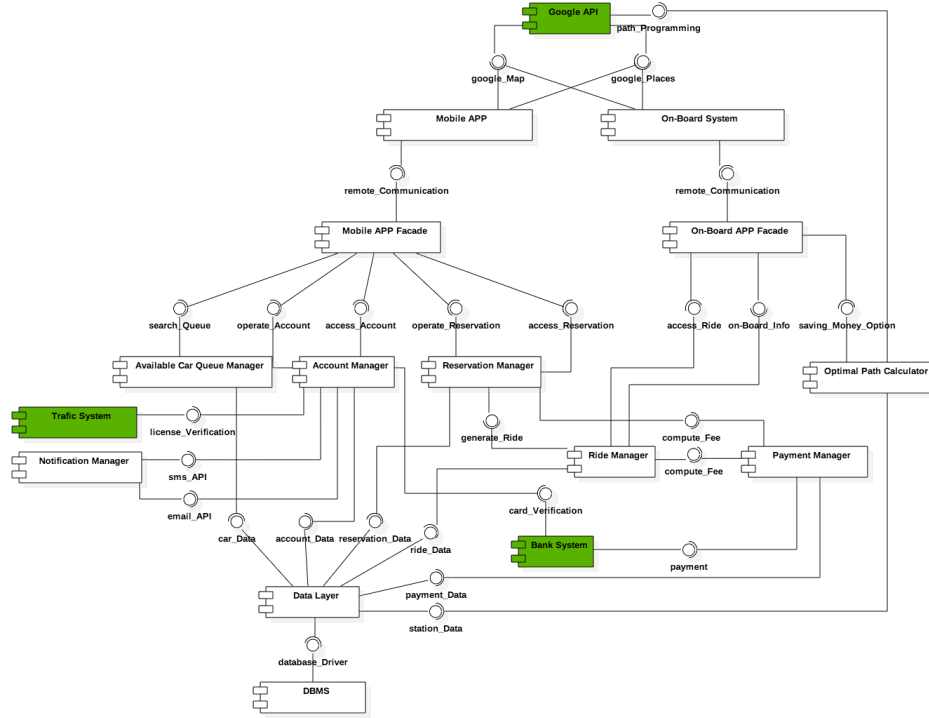 Google API
path_Programming
google_Map
google_Places
Mobile APP
On-Board System
remote_Communication
remote_Communication
Mobile APP Facade
On-Board APP Facade
search_Queue
operate_Account
access_Account
operate_Reservation
access_Reservation
access_Ride
on-Board_Info
saving_Money_Option
Available Car Queue Manager
Account Manager
Reservation Manager
Optimal Path Calculator
Trafic System
license_Verification
generate_Ride
compute_Fee
Notification Manager
sms_API
Ride Manager
compute_Fee
Payment Manager
email_API
card_Verification
car_Data
account_Data
reservation_Data
ride_Data
Bank System
payment
Data Layer
payment_Data
station_Data
database_Driver
DBMS